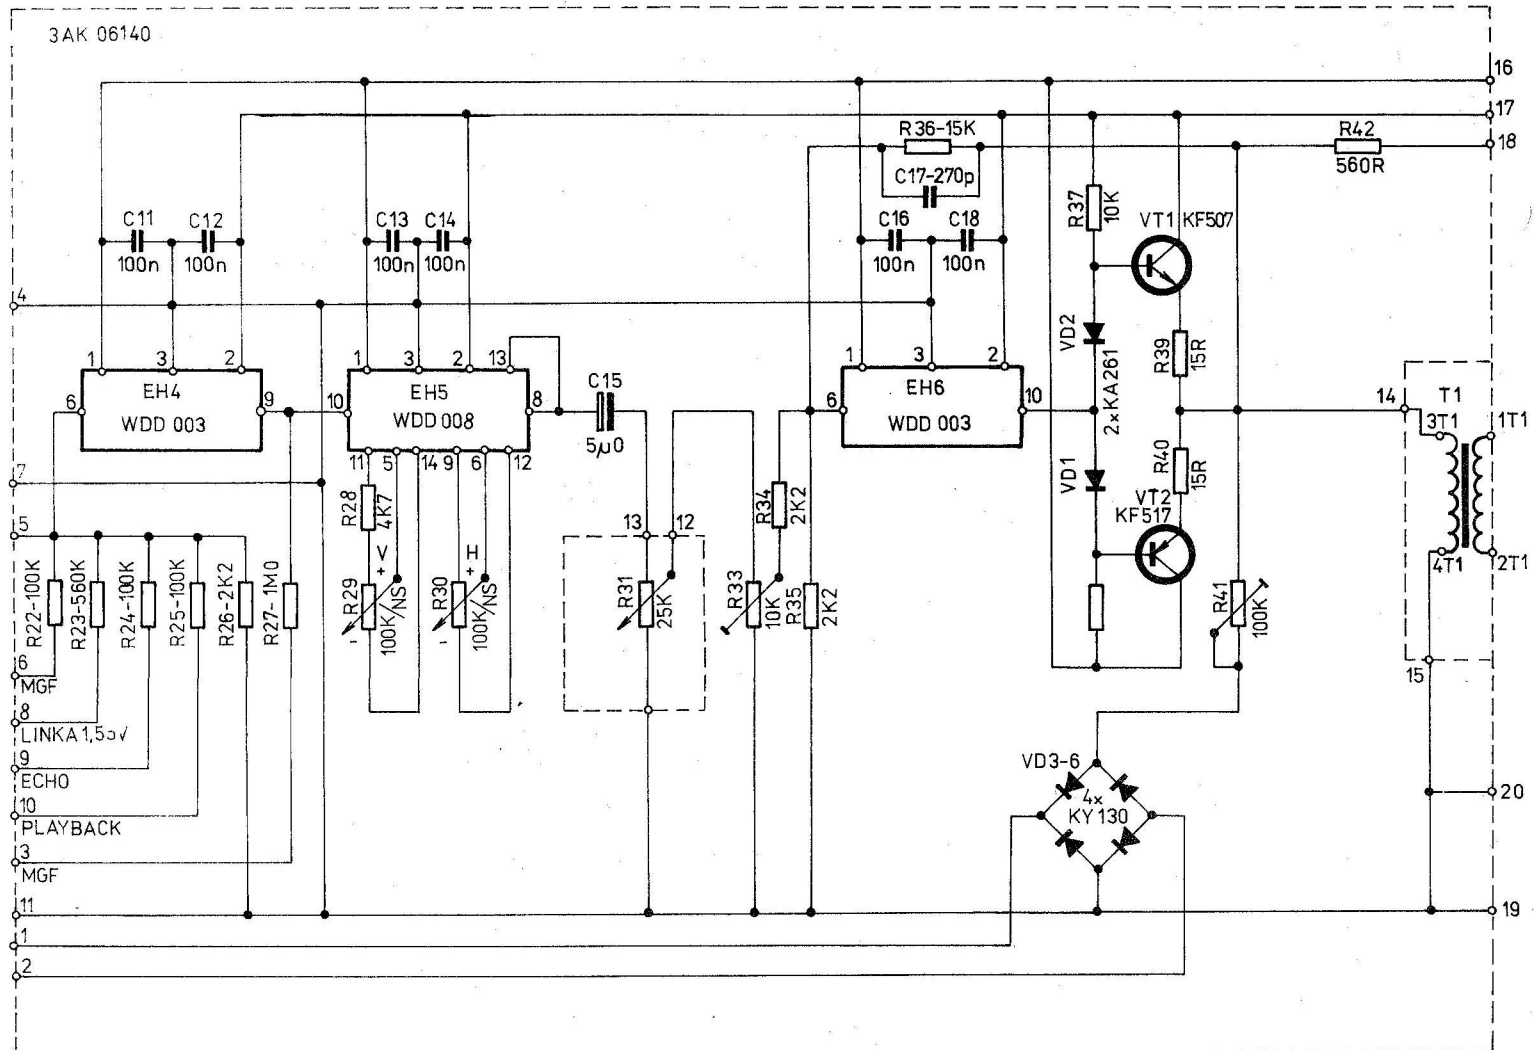 3AK 06140
16
17
18
R36-15K
R42
560R
C17-270p
R37
10K
VT1 KF507
C11
C12
C13
C14
C16
C18
100n
100n
100n
100n
100n
100n
4
VD2
R39
15R
1
3
2
1
3
2
13
1
3
2
6
EH4
WDD 003
9
10
EH5
WDD 008
8
C15
5µ0
6
EH6
WDD 003
10
2xKA261
14
T1
3T1
1T1
11
5
14
9
6
12
7
R28
4K7
13
12
R34
2K2
VD1
R40
15R
VT2
KF517
4T1
2T1
5
V
+
H
+
R22-100K
R23-560K
R24-100K
R25-100K
R26-2K2
R27-1M0
R29
100K/NS
-
R30
100K/NS
-
R31
25K
R33
10K
R35
2K2
R41
100K
15
6
MGF
8
LINKA
9
ECHO
10
PLAYBACK
3
MGF
VD3-6
4x
KY130
20
11
19
1
2